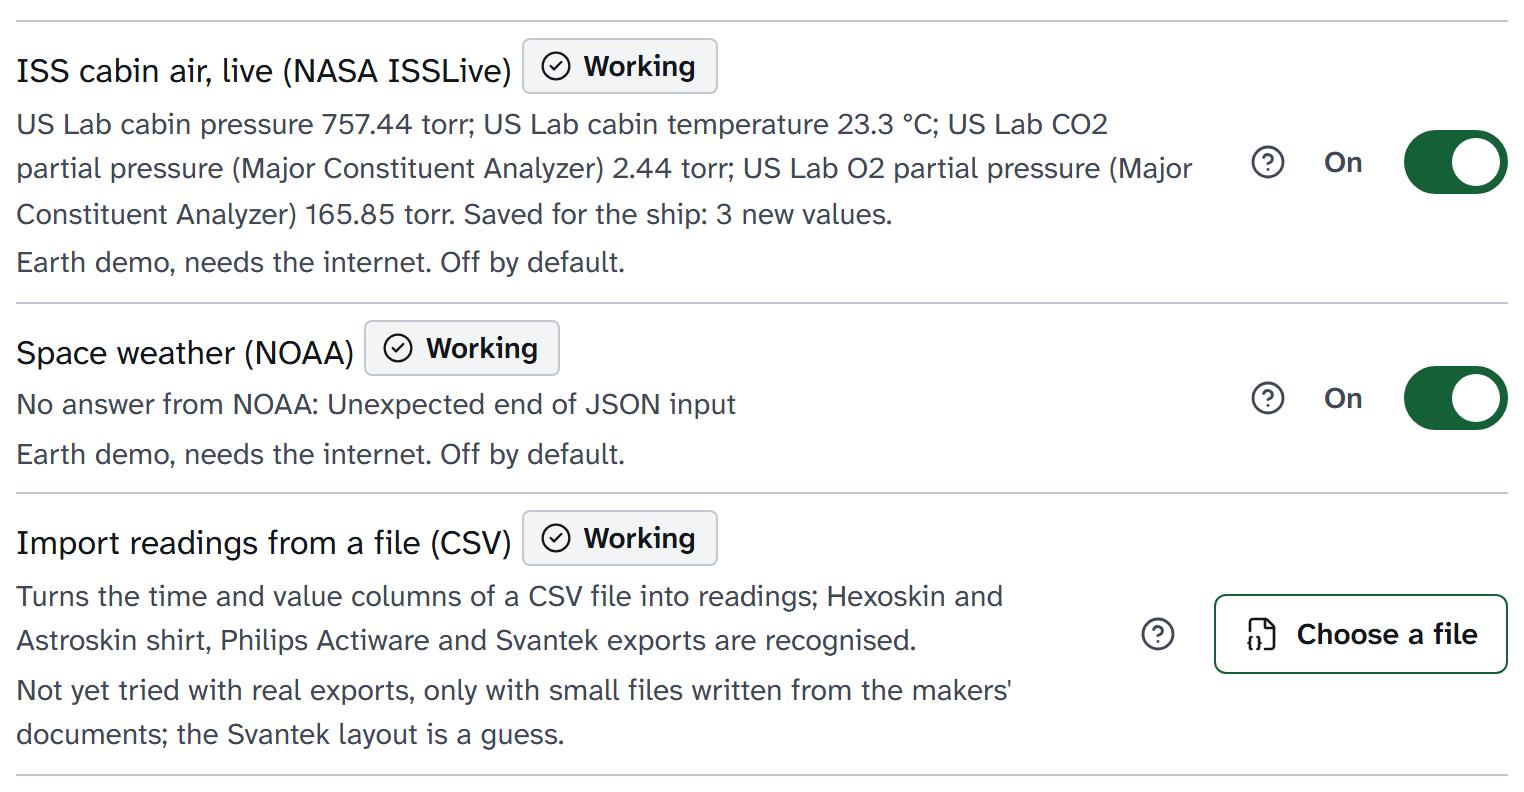 ISS cabin air, live (NASA ISSLive) Working
US Lab cabin pressure 757.44 torr; US Lab cabin temperature 23.3 °C; US Lab CO2
partial pressure (Major Constituent Analyzer) 2.44 torr; US Lab O2 partial pressure (Major
Constituent Analyzer) 165.85 torr. Saved for the ship: 3 new values.
Earth demo, needs the internet. Off by default.
? On
Space weather (NOAA) Working
No answer from NOAA: Unexpected end of JSON input
Earth demo, needs the internet. Off by default.
? On
Import readings from a file (CSV) Working
Turns the time and value columns of a CSV file into readings; Hexoskin and
Astroskin shirt, Philips Actiware and Svantek exports are recognised.
Not yet tried with real exports, only with small files written from the makers'
documents; the Svantek layout is a guess.
? Choose a file